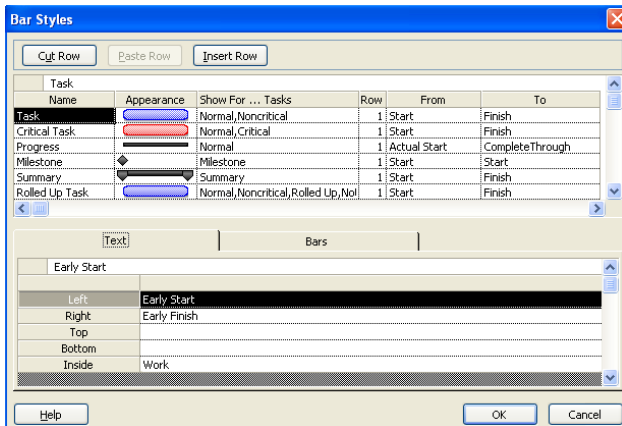 Bar Styles
Cut Row Paste Row Insert Row
Task
Name Appearance Show For ... Tasks Row From To
Task Normal,Noncritical 1 Start Finish
Critical Task Normal,Critical 1 Start Finish
Progress Normal 1 Actual Start CompleteThrough
Milestone Milestone 1 Start Start
Summary Summary 1 Start Finish
Rolled Up Task Normal,Noncritical,Rolled Up,Not 1 Start Finish
Text Bars
Early Start
Left Early Start
Right Early Finish
Top
Bottom
Inside Work
Help OK Cancel